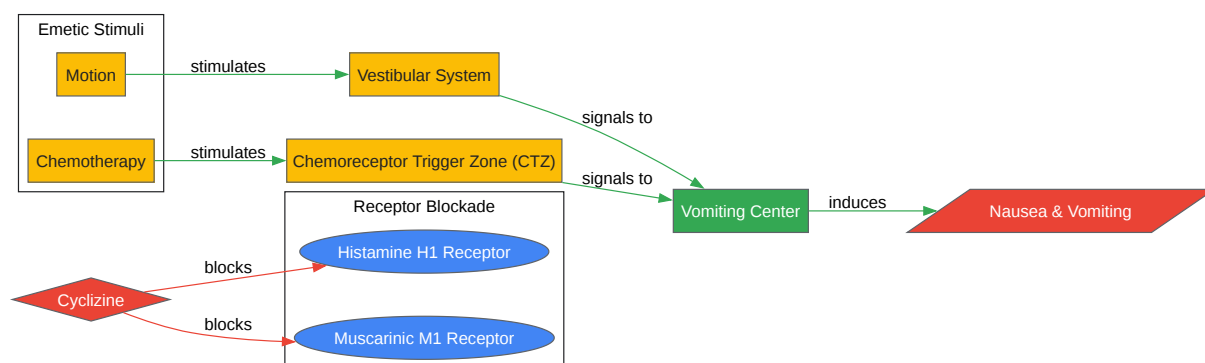 Emetic Stimuli
Motion
stimulates
Vestibular System
signals to
Chemotherapy
stimulates
Chemoreceptor Trigger Zone (CTZ)
signals to
Vomiting Center
induces
Nausea & Vomiting
Receptor Blockade
Cyclizine
blocks
Histamine H1 Receptor
blocks
Muscarinic M1 Receptor